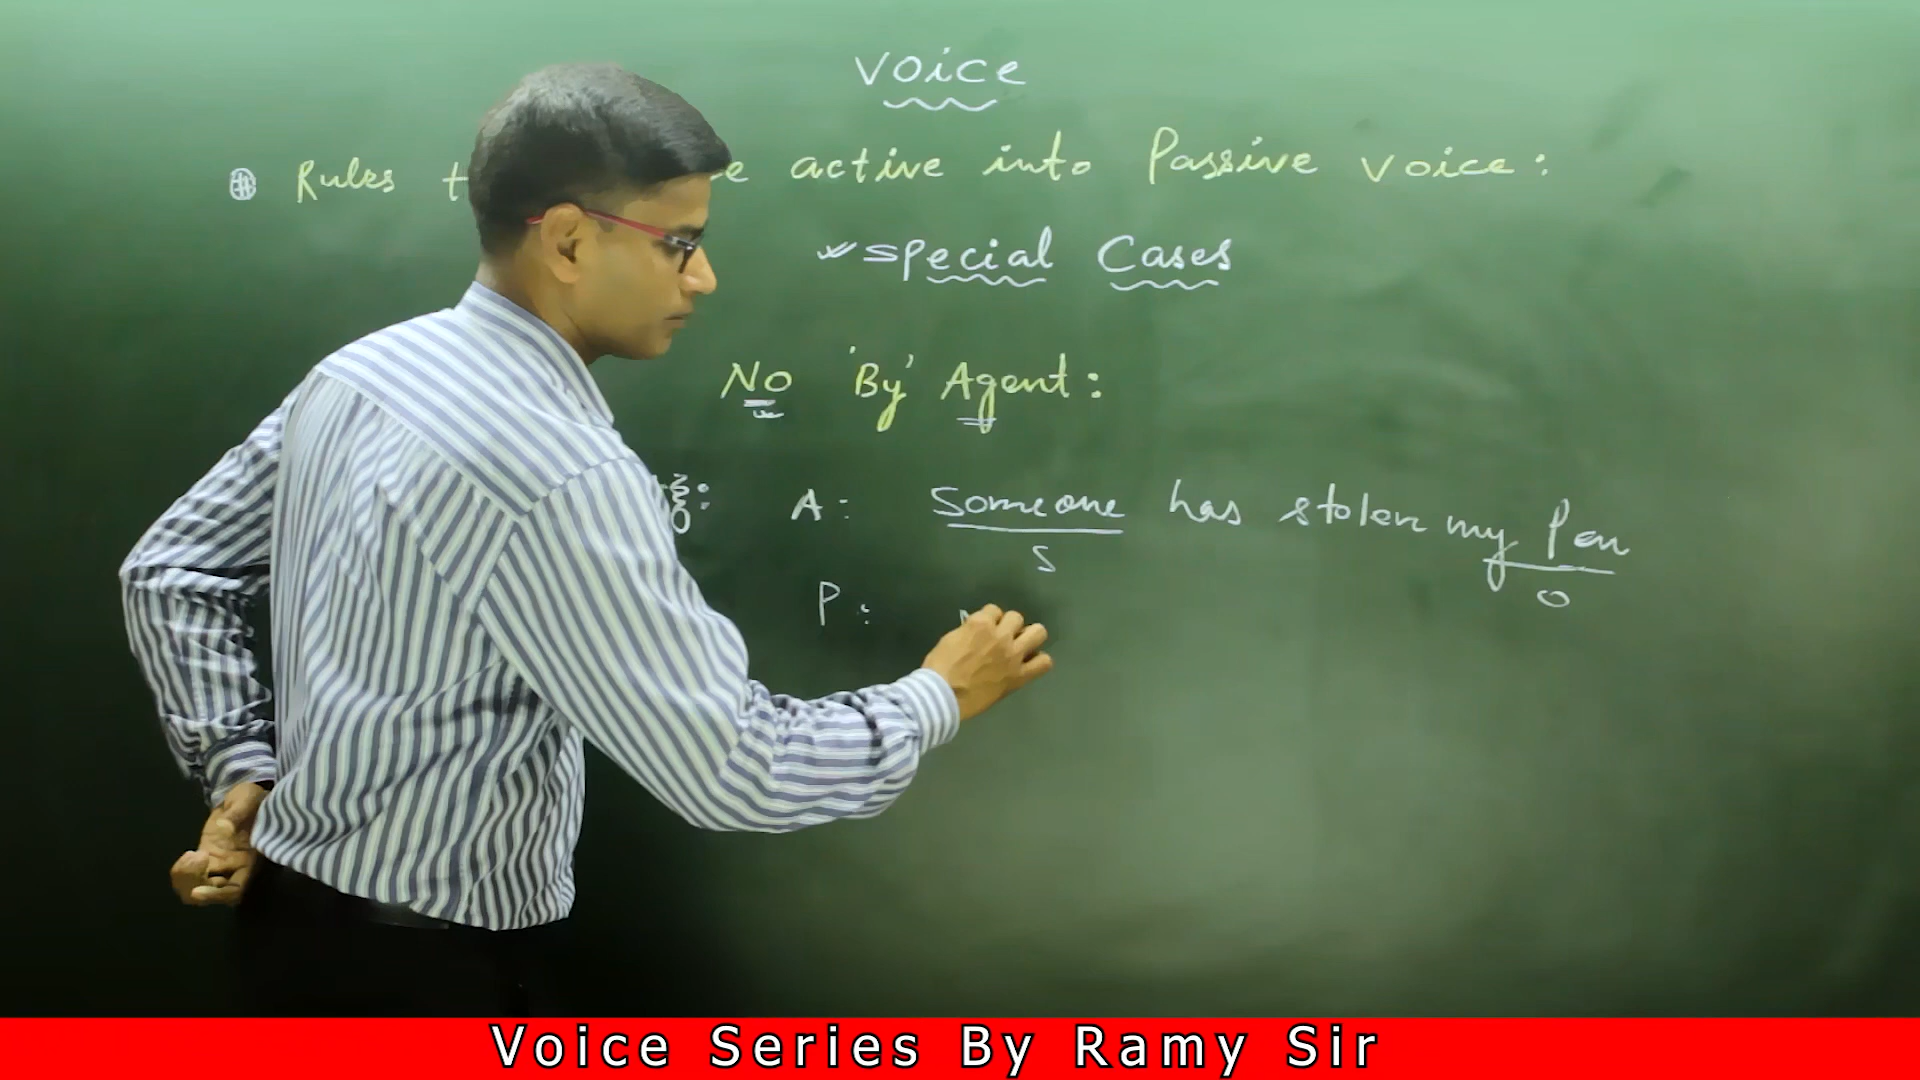 Voice
Rules active into Passive voice:
Special Cases
No 'By' Agent:
A: Someone has stolen my Pen
S
O
P:
Voice Series By Ramy Sir